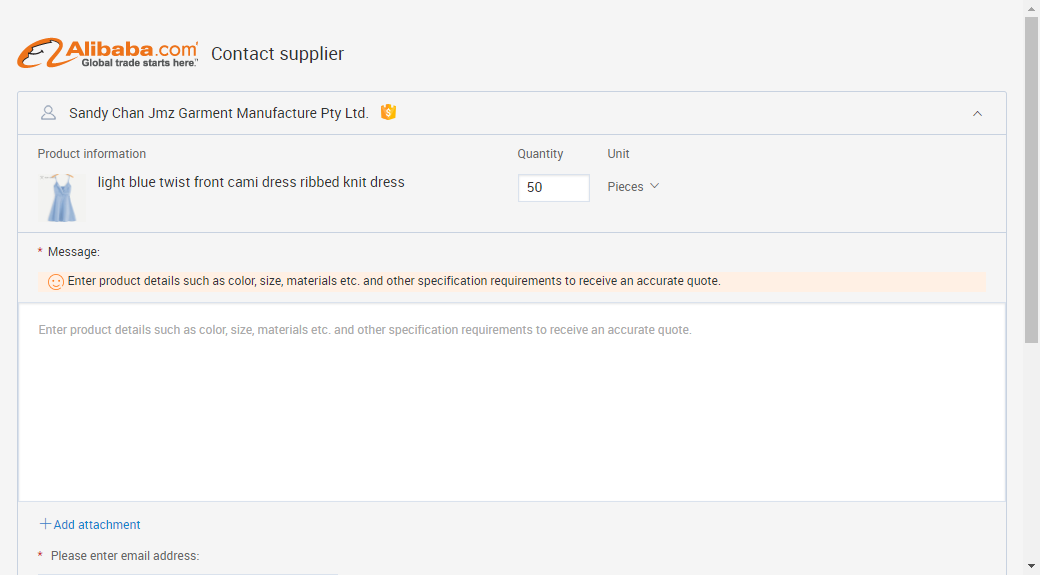 Alibaba.com
Global trade starts here.
Contact supplier
Sandy Chan Jmz Garment Manufacture Pty Ltd.
Product information
Quantity
Unit
light blue twist front cami dress ribbed knit dress
50
Pieces
* Message:
Enter product details such as color, size, materials etc. and other specification requirements to receive an accurate quote.
Enter product details such as color, size, materials etc. and other specification requirements to receive an accurate quote.
Add attachment
* Please enter email address: